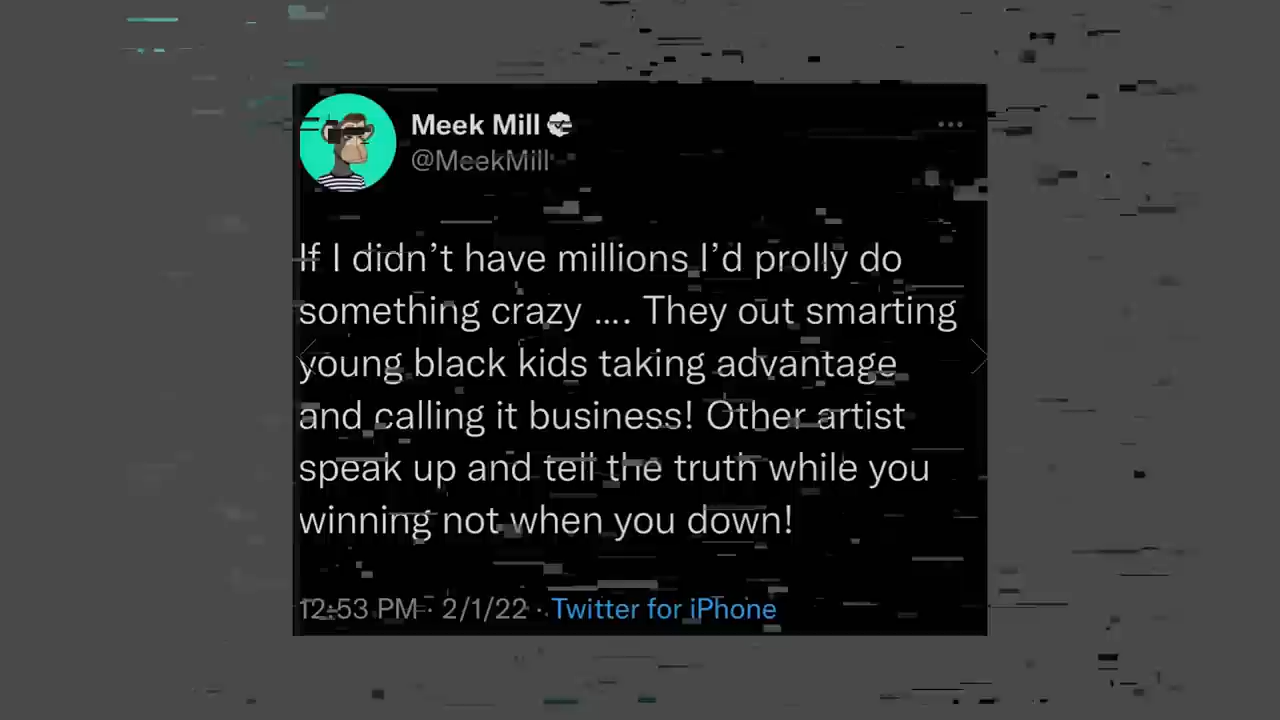 Meek Mill
@MeekMill
If I didn’t have millions I’d prolly do
something crazy .... They out smarting
young black kids taking advantage
and calling it business! Other artist
speak up and tell the truth while you
winning not when you down!
12:53 PM · 2/1/22 · Twitter for iPhone